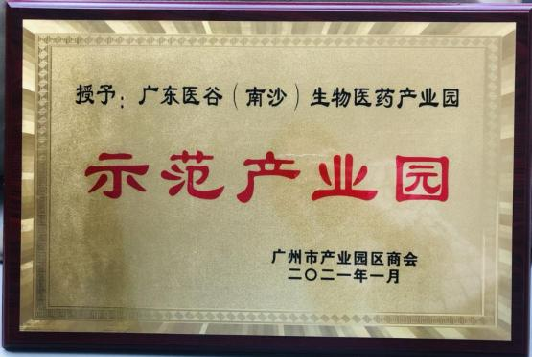 授予：广东医谷（南沙）生物医药产业园
示范产业园
广州市产业园区商会
二〇二一年一月